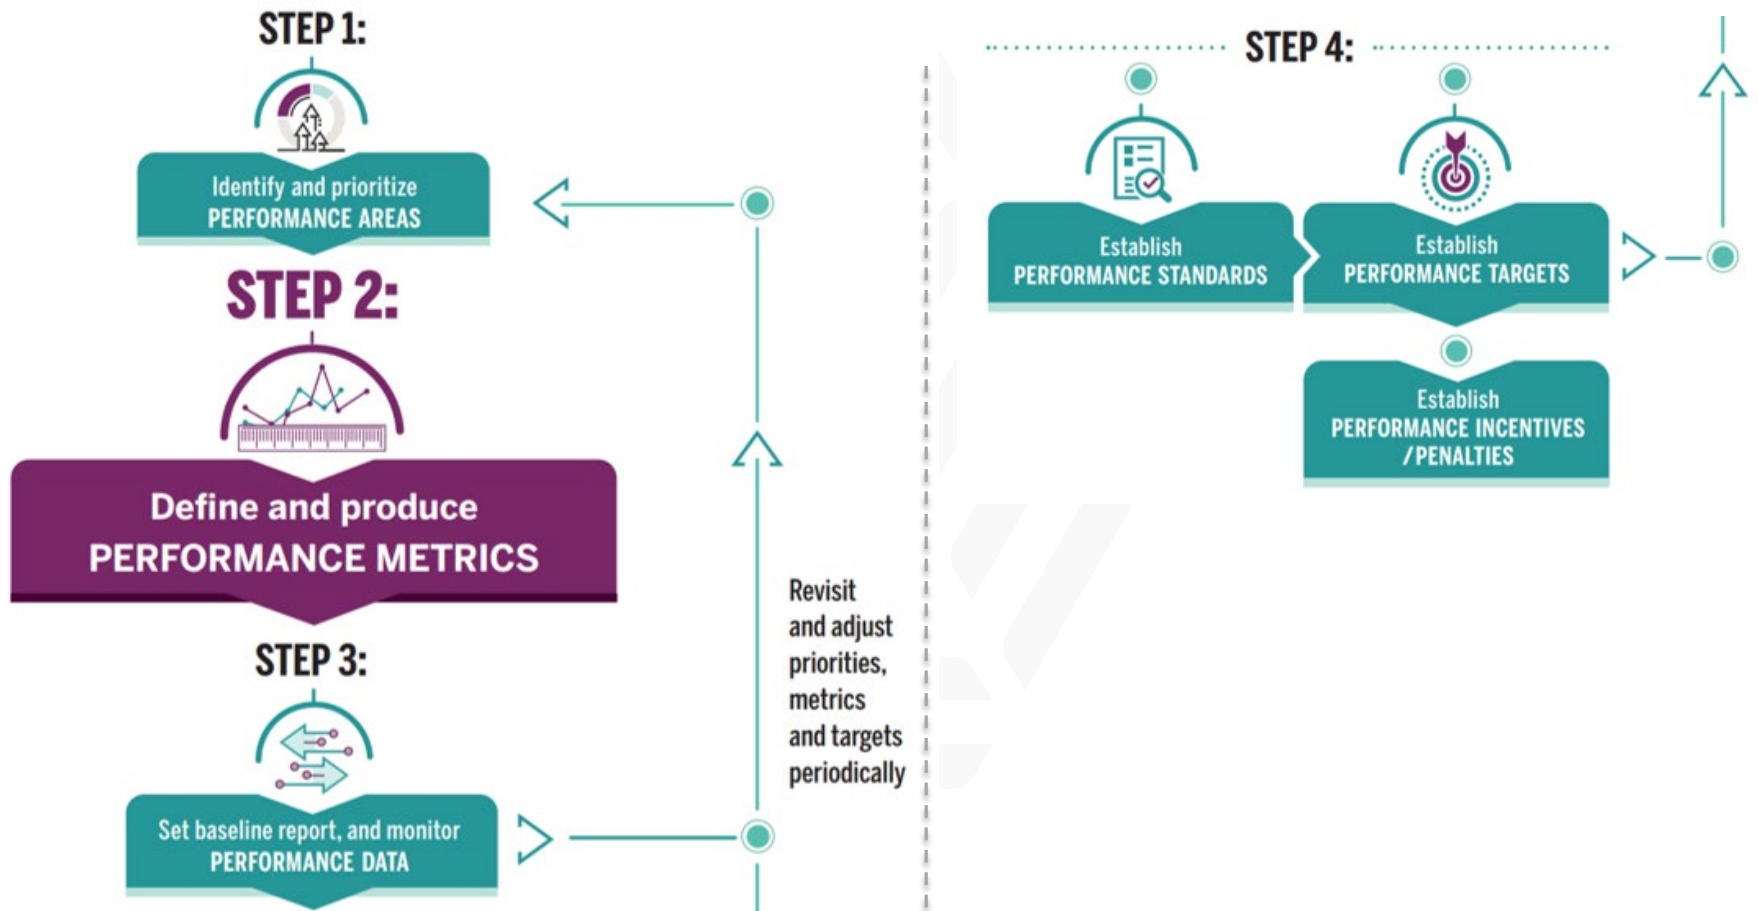 STEP 1:
Identify and prioritize
PERFORMANCE AREAS
STEP 2:
Define and produce
PERFORMANCE METRICS
STEP 3:
Set baseline report, and monitor
PERFORMANCE DATA
Revisit
and adjust
priorities,
metrics
and targets
periodically
STEP 4:
Establish
PERFORMANCE STANDARDS
Establish
PERFORMANCE TARGETS
Establish
PERFORMANCE INCENTIVES
/PENALTIES